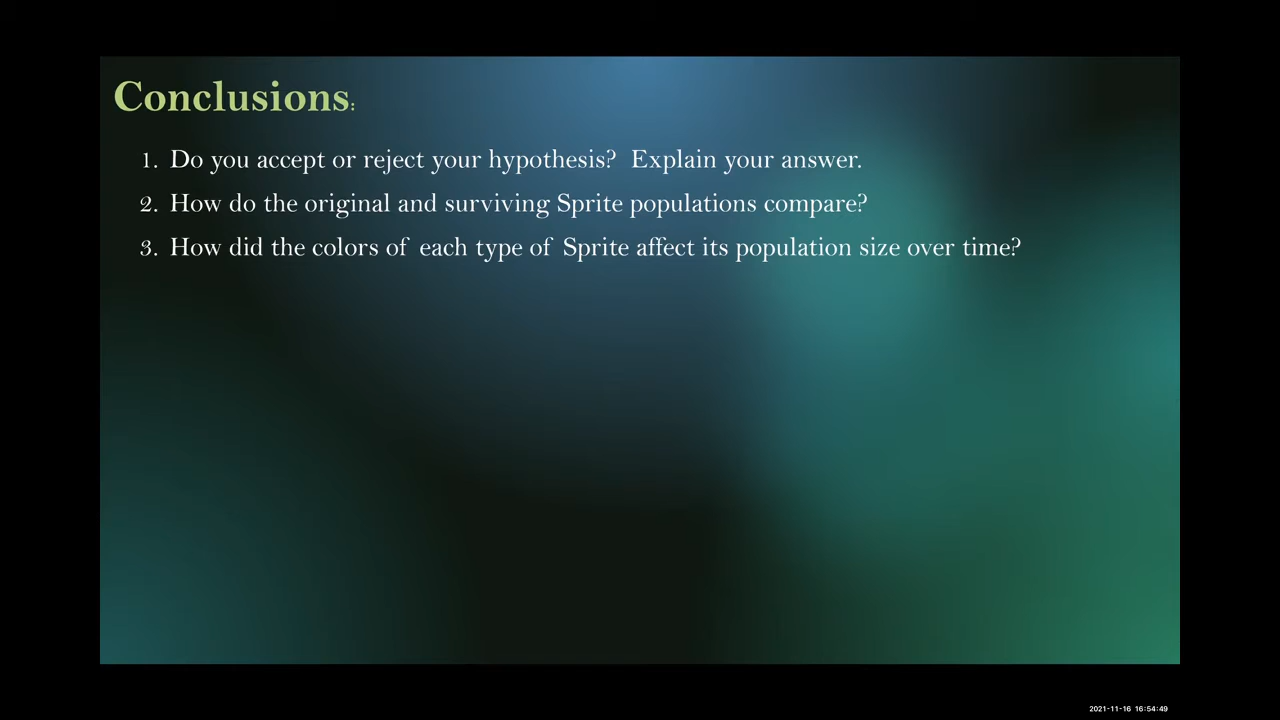 Conclusions:
1. Do you accept or reject your hypothesis? Explain your answer.
2. How do the original and surviving Sprite populations compare?
3. How did the colors of each type of Sprite affect its population size over time?
2021-11-16 16:54:49